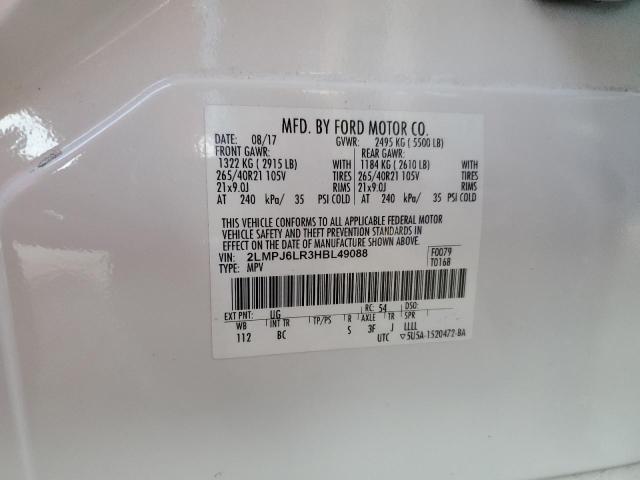 MFD. BY FORD MOTOR CO.
DATE: 08/17 GVWR: 2495 KG ( 5500 LB)
FRONT GAWR: REAR GAWR:
1322 KG ( 2915 LB) WITH 1184 KG ( 2610 LB) WITH
265/40R21 105V TIRES 265/40R21 105V TIRES
21x9.0J RIMS 21x9.0J RIMS
AT 240 kPa/ 35 PSI COLD AT 240 kPa/ 35 PSI COLD
THIS VEHICLE CONFORMS TO ALL APPLICABLE FEDERAL MOTOR
VEHICLE SAFETY AND THEFT PREVENTION STANDARDS IN
EFFECT ON THE DATE OF MANUFACTURE SHOWN ABOVE.
VIN: 2LMPJ6LR3HBL49088 F0079
TYPE: MPV T016B
EXT PNT: UG RC: 54 DSO:
WB INT TR TP/PS R AXLE TR SPR
112 BC S 3F J LLLL
UTC ▽5U5A-1520472-BA